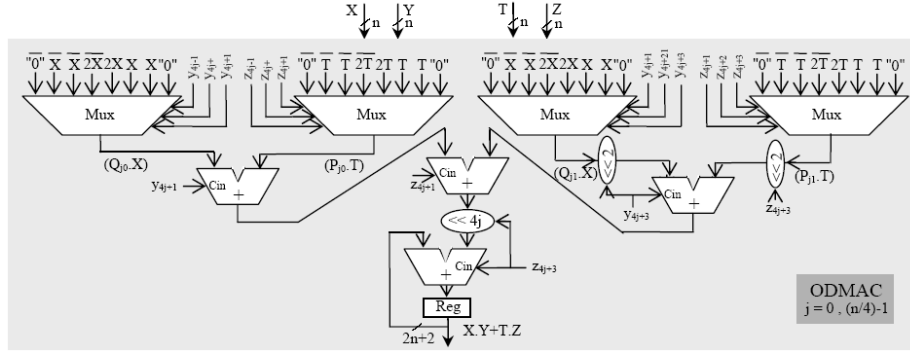 X Y T Z
n n n n
"0" X X 2X 2X X X "0" y4j-1 y4j+ y4j+1 z4j-1 z4j+ z4j+1 "0" T T 2T 2T T T "0" "0" X X 2X 2X X X "0" y4j+1 y4j+21 y4j+3 z4j+1 z4j+2 z4j+3 "0" T T 2T 2T T T "0"
Mux Mux Mux Mux
(Qj0.X) (Pj0.T) (Qj1.X) << 2 << 2 (Pj1.T)
y4j+1 Cin + z4j+1 Cin + Cin +
y4j+3 z4j+3
<< 4j
Cin + z4j+3
Reg
2n+2 X.Y+T.Z
ODMAC
j = 0 , (n/4)-1